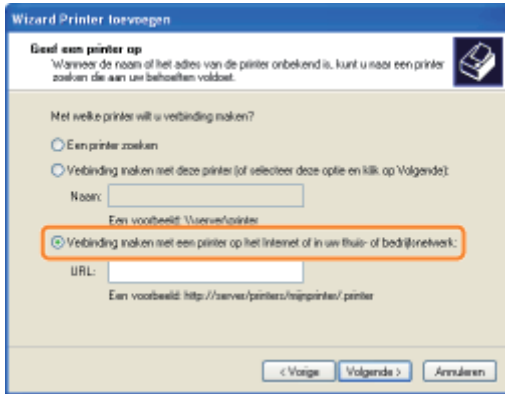 Wizard Printer toevoegen
Geef een printer op
Wanneer de naam of het adres van de printer onbekend is, kunt u naar een printer
zoeken die aan uw behoeften voldoet.
Met welke printer wilt u verbinding maken?
Een printer zoeken
Verbinding maken met deze printer (of selecteer deze optie en klik op Volgende):
Naam:
Een voorbeeld: \\server\printer
Verbinding maken met een printer op het Internet of in uw thuis- of bedrijfsnetwerk:
URL:
Een voorbeeld: http://server/printers/mijnprinter/.printer
< Vorige Volgende > Annuleren